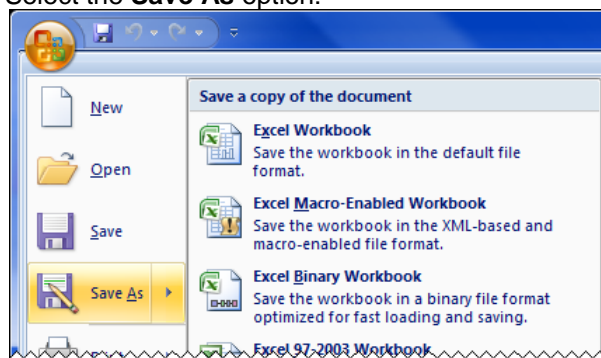 Select the Save As option.
Save a copy of the document
New
Excel Workbook
Save the workbook in the default file
format.
Open
Excel Macro-Enabled Workbook
Save the workbook in the XML-based and
macro-enabled file format.
Save
Excel Binary Workbook
Save the workbook in a binary file format
optimized for fast loading and saving.
Save As
Excel 97-2003 Workbook